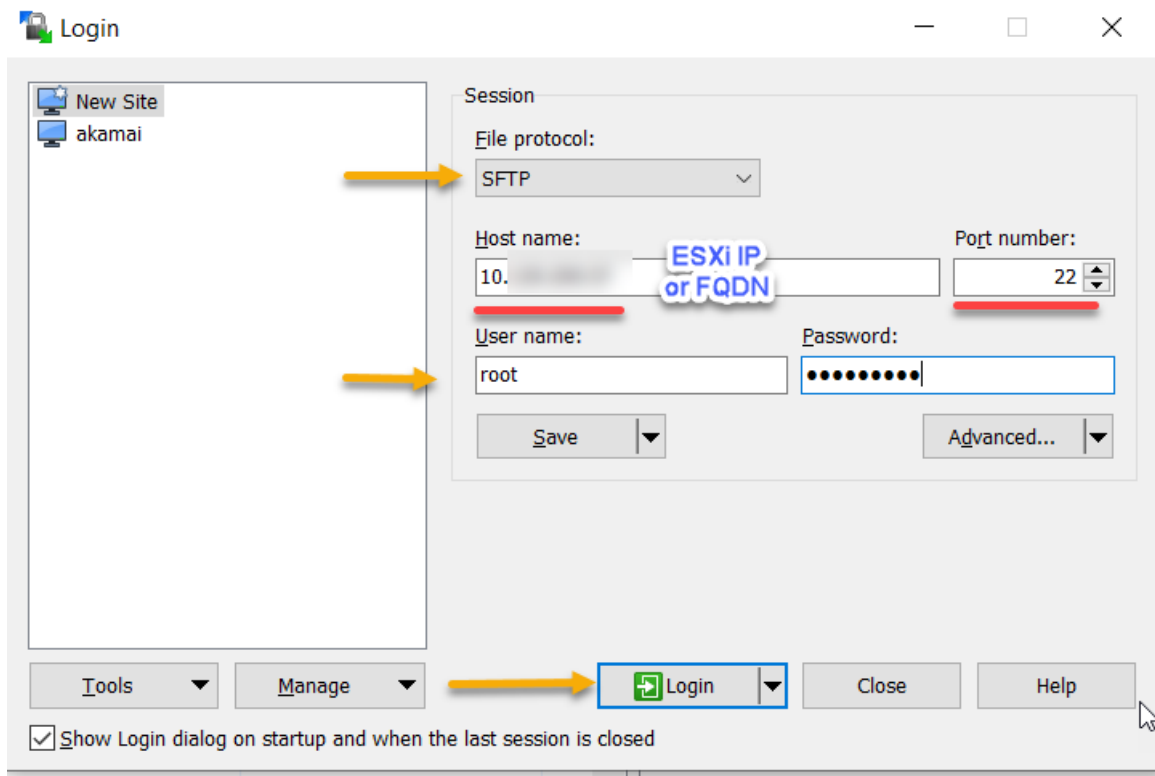 Login
New Site
akamai
Session
File protocol:
SFTP
Host name:
Port number:
10.
ESXi IP
or FQDN
22
User name:
Password:
root
Save
Advanced...
Tools
Manage
Login
Close
Help
Show Login dialog on startup and when the last session is closed